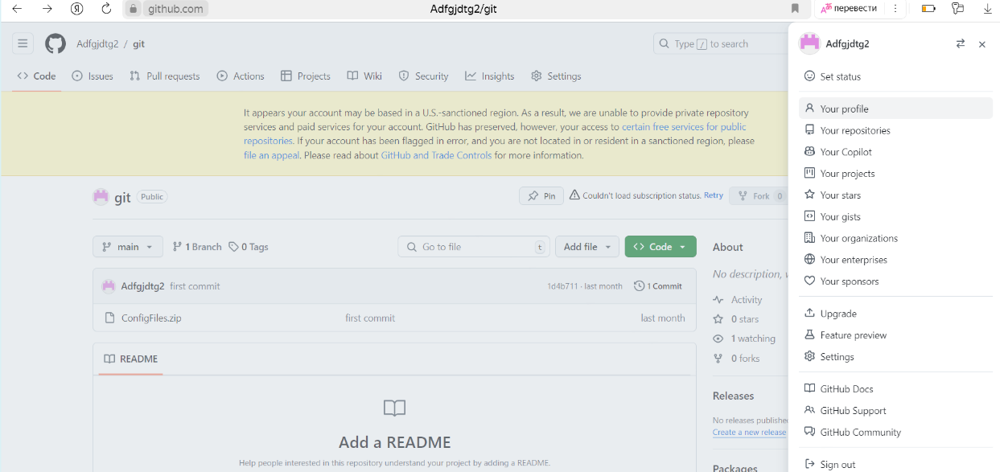 github.com
Adfgjdtg2/git
перевести
Adfgjdtg2 / git
Type / to search
Code
Issues
Pull requests
Actions
Projects
Wiki
Security
Insights
Settings
It appears your account may be based in a U.S.-sanctioned region. As a result, we are unable to provide private repository
services and paid services for your account. GitHub has preserved, however, your access to certain free services for public
repositories. If your account has been flagged in error, and you are not located in or resident in a sanctioned region, please
file an appeal. Please read about GitHub and Trade Controls for more information.
git Public
Pin
Couldn't load subscription status. Retry
Fork 0
main
1 Branch
0 Tags
Go to file t
Add file
Code
Adfgjdtg2 first commit
1d4b711 · last month
1 Commit
ConfigFiles.zip
first commit
last month
README
Add a README
Help people interested in this repository understand your project by adding a README.
About
No description,
Activity
0 stars
1 watching
0 forks
Releases
No releases published
Create a new release
Packages
Adfgjdtg2
Set status
Your profile
Your repositories
Your Copilot
Your projects
Your stars
Your gists
Your organizations
Your enterprises
Your sponsors
Upgrade
Feature preview
Settings
GitHub Docs
GitHub Support
GitHub Community
Sign out